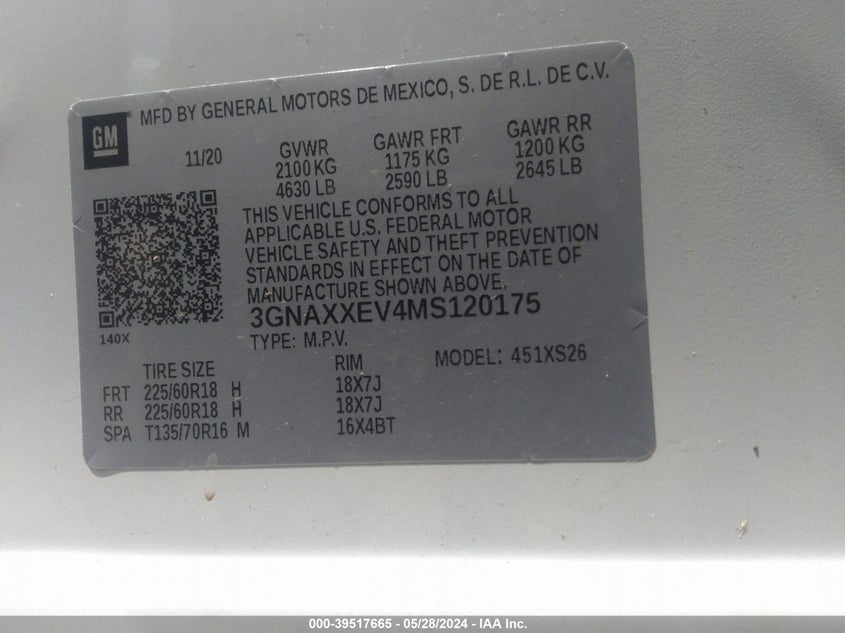 GM
MFD BY GENERAL MOTORS DE MEXICO, S. DE R.L. DE C.V.
11/20
GVWR
2100 KG
4630 LB
GAWR FRT
1175 KG
2590 LB
GAWR RR
1200 KG
2645 LB
THIS VEHICLE CONFORMS TO ALL
APPLICABLE U.S. FEDERAL MOTOR
VEHICLE SAFETY AND THEFT PREVENTION
STANDARDS IN EFFECT ON THE DATE OF
MANUFACTURE SHOWN ABOVE.
3GNAXXEV4MS120175
140X
TYPE: M.P.V.
MODEL: 451XS26
TIRE SIZE RIM
FRT 225/60R18 H 18X7J
RR 225/60R18 H 18X7J
SPA T135/70R16 M 16X4BT
000-39517665 - 05/28/2024 - IAA Inc.